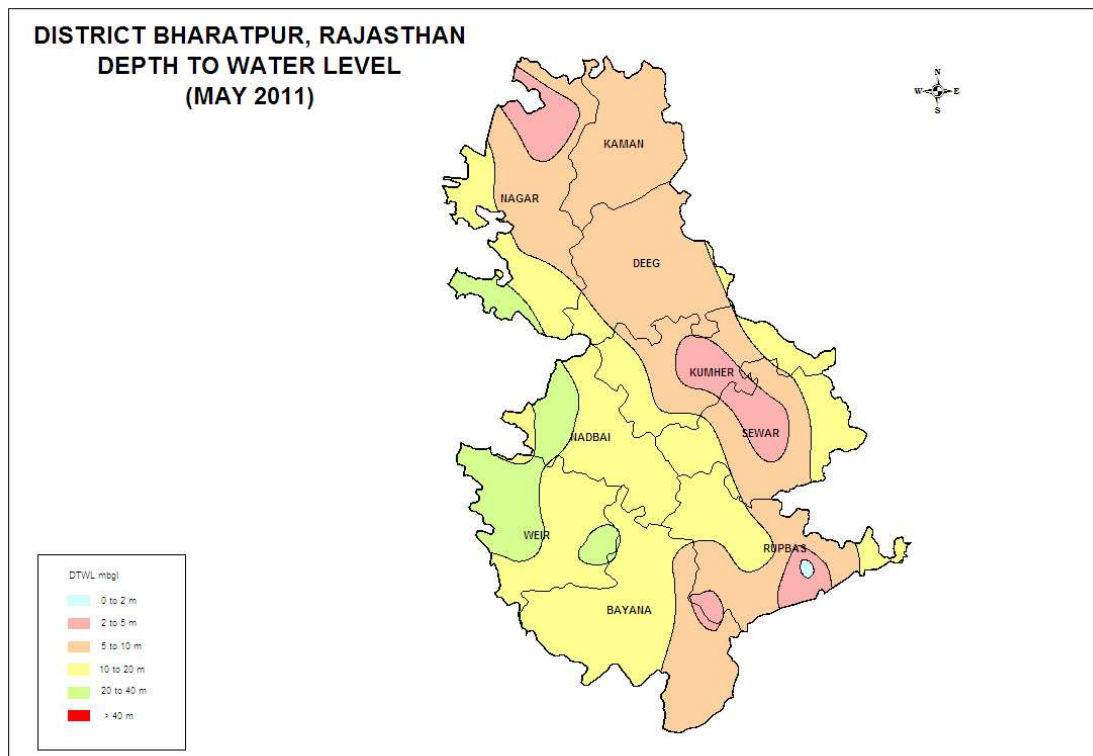 DISTRICT BHARATPUR, RAJASTHAN
DEPTH TO WATER LEVEL
(MAY 2011)
N
W E
S
KAMAN
NAGAR
DEEG
KUMHER
SEWAR
NADBAI
WEIR
RUPBAS
BAYANA
DTWL mbgl
0 to 2 m
2 to 5 m
5 to 10 m
10 to 20 m
20 to 40 m
> 40 m